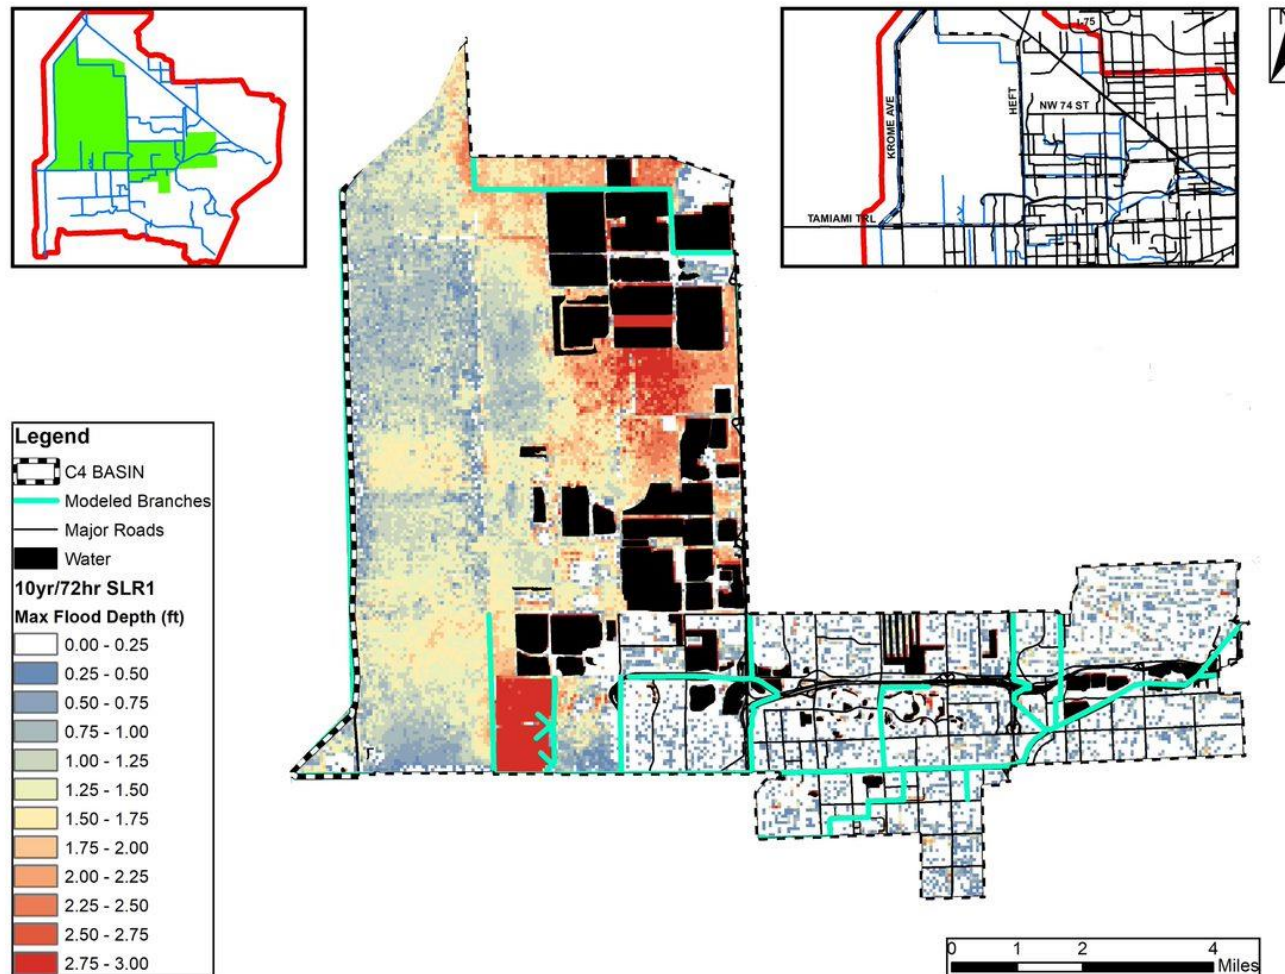 I-75
NW 74 ST
HEFT
KROME AVE
TAMIAMI TRL
Legend
C4 BASIN
Modeled Branches
Major Roads
Water
10yr/72hr SLR1
Max Flood Depth (ft)
0.00 - 0.25
0.25 - 0.50
0.50 - 0.75
0.75 - 1.00
1.00 - 1.25
1.25 - 1.50
1.50 - 1.75
1.75 - 2.00
2.00 - 2.25
2.25 - 2.50
2.50 - 2.75
2.75 - 3.00
0 1 2 4
Miles